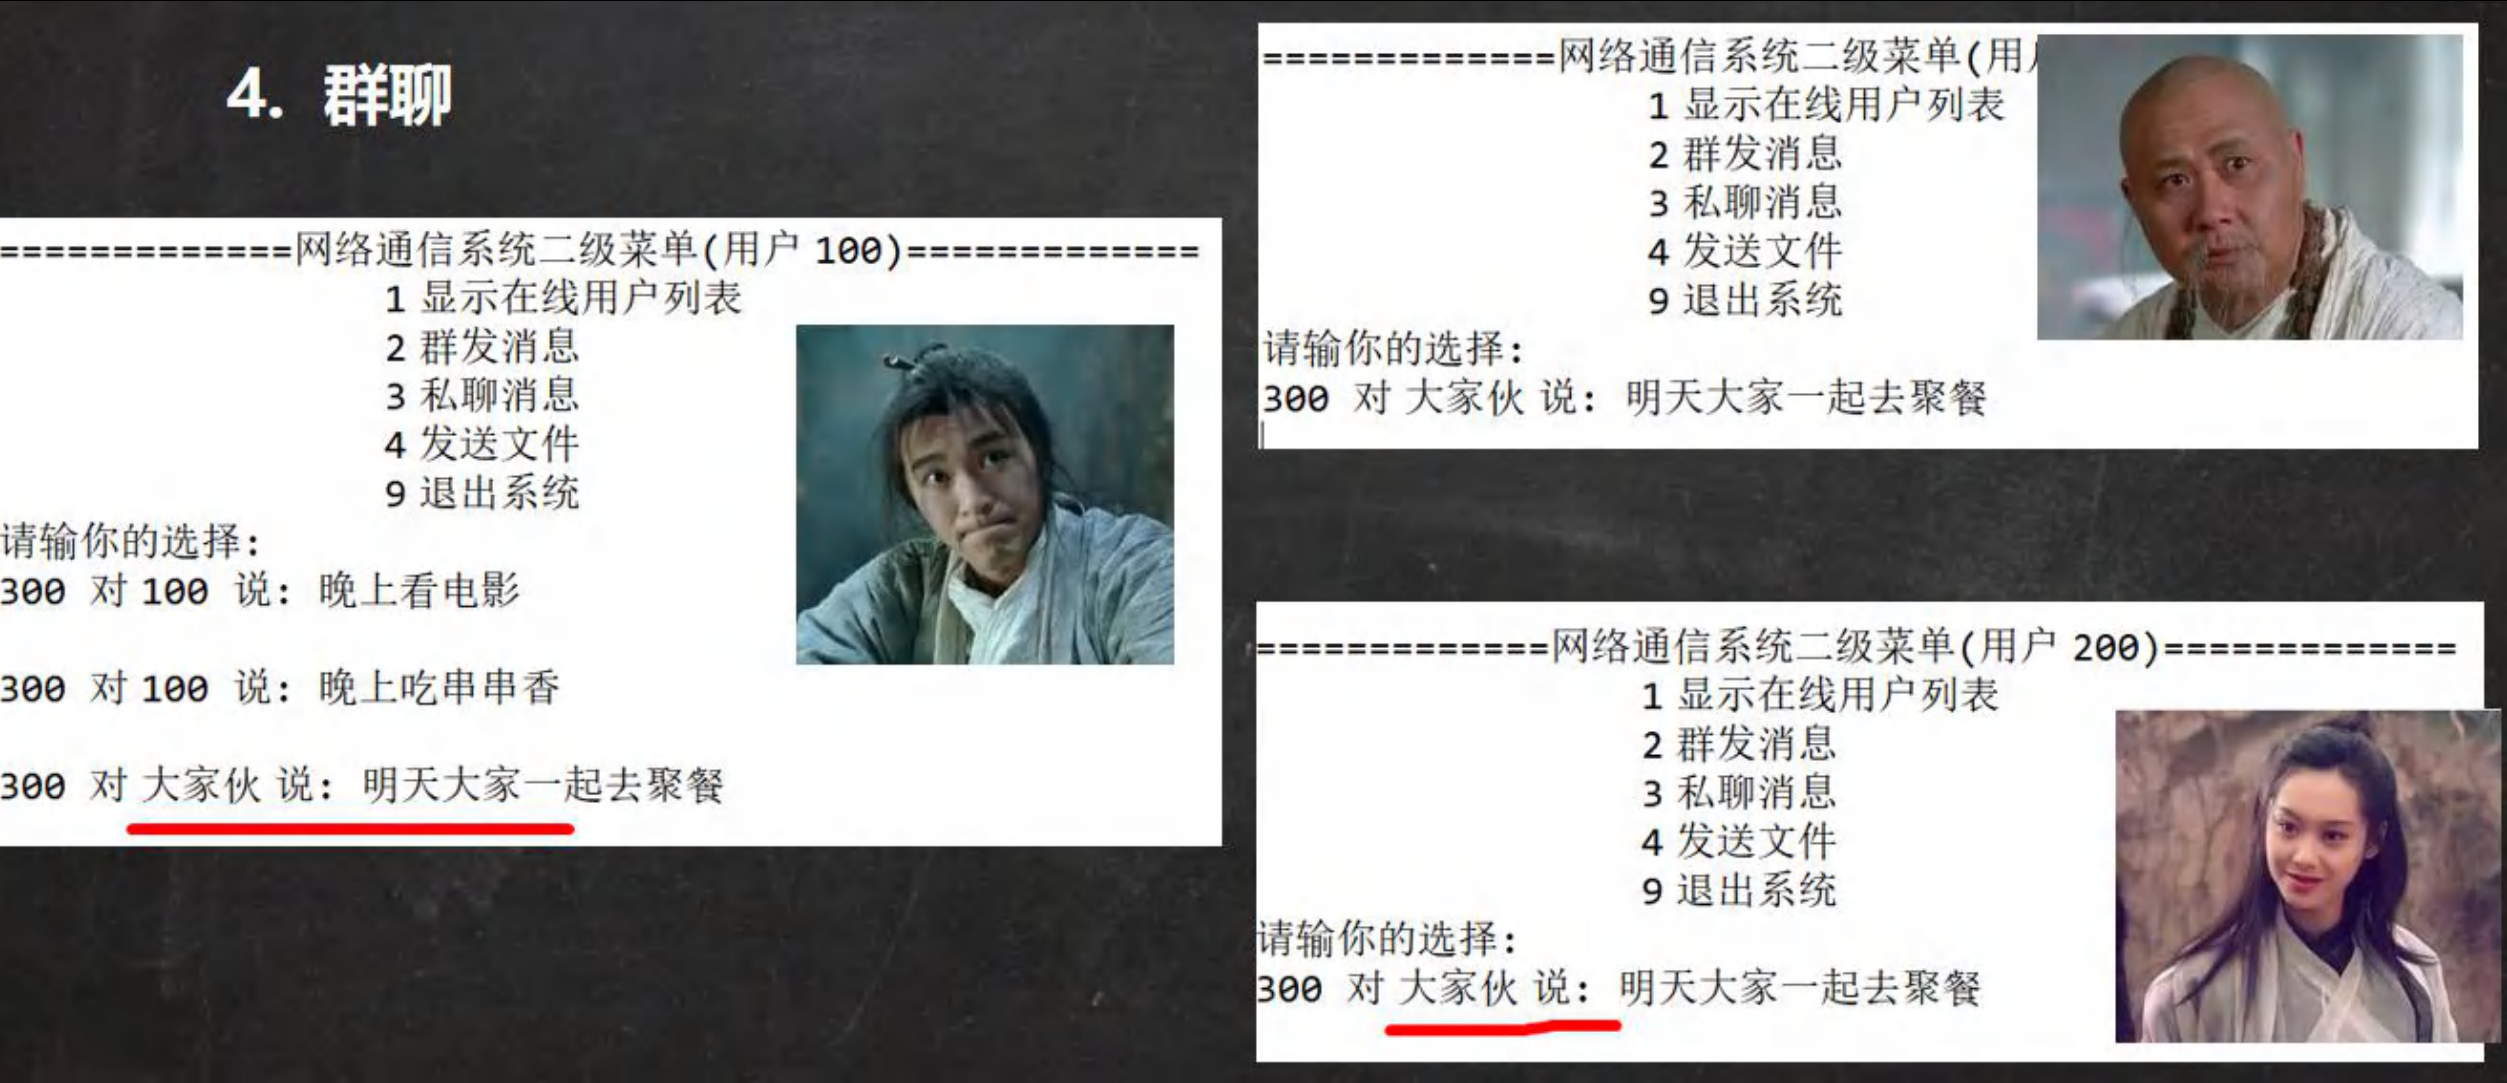 4. 群聊
=============网络通信系统二级菜单(用户 100)=============
1 显示在线用户列表
2 群发消息
3 私聊消息
4 发送文件
9 退出系统
请输你的选择:
300 对 100 说: 晚上看电影
300 对 100 说: 晚上吃串串香
300 对 大家伙 说: 明天大家一起去聚餐
=============网络通信系统二级菜单(用
1 显示在线用户列表
2 群发消息
3 私聊消息
4 发送文件
9 退出系统
请输你的选择:
300 对 大家伙 说: 明天大家一起去聚餐
=============网络通信系统二级菜单(用户 200)=============
1 显示在线用户列表
2 群发消息
3 私聊消息
4 发送文件
9 退出系统
请输你的选择:
300 对 大家伙 说: 明天大家一起去聚餐